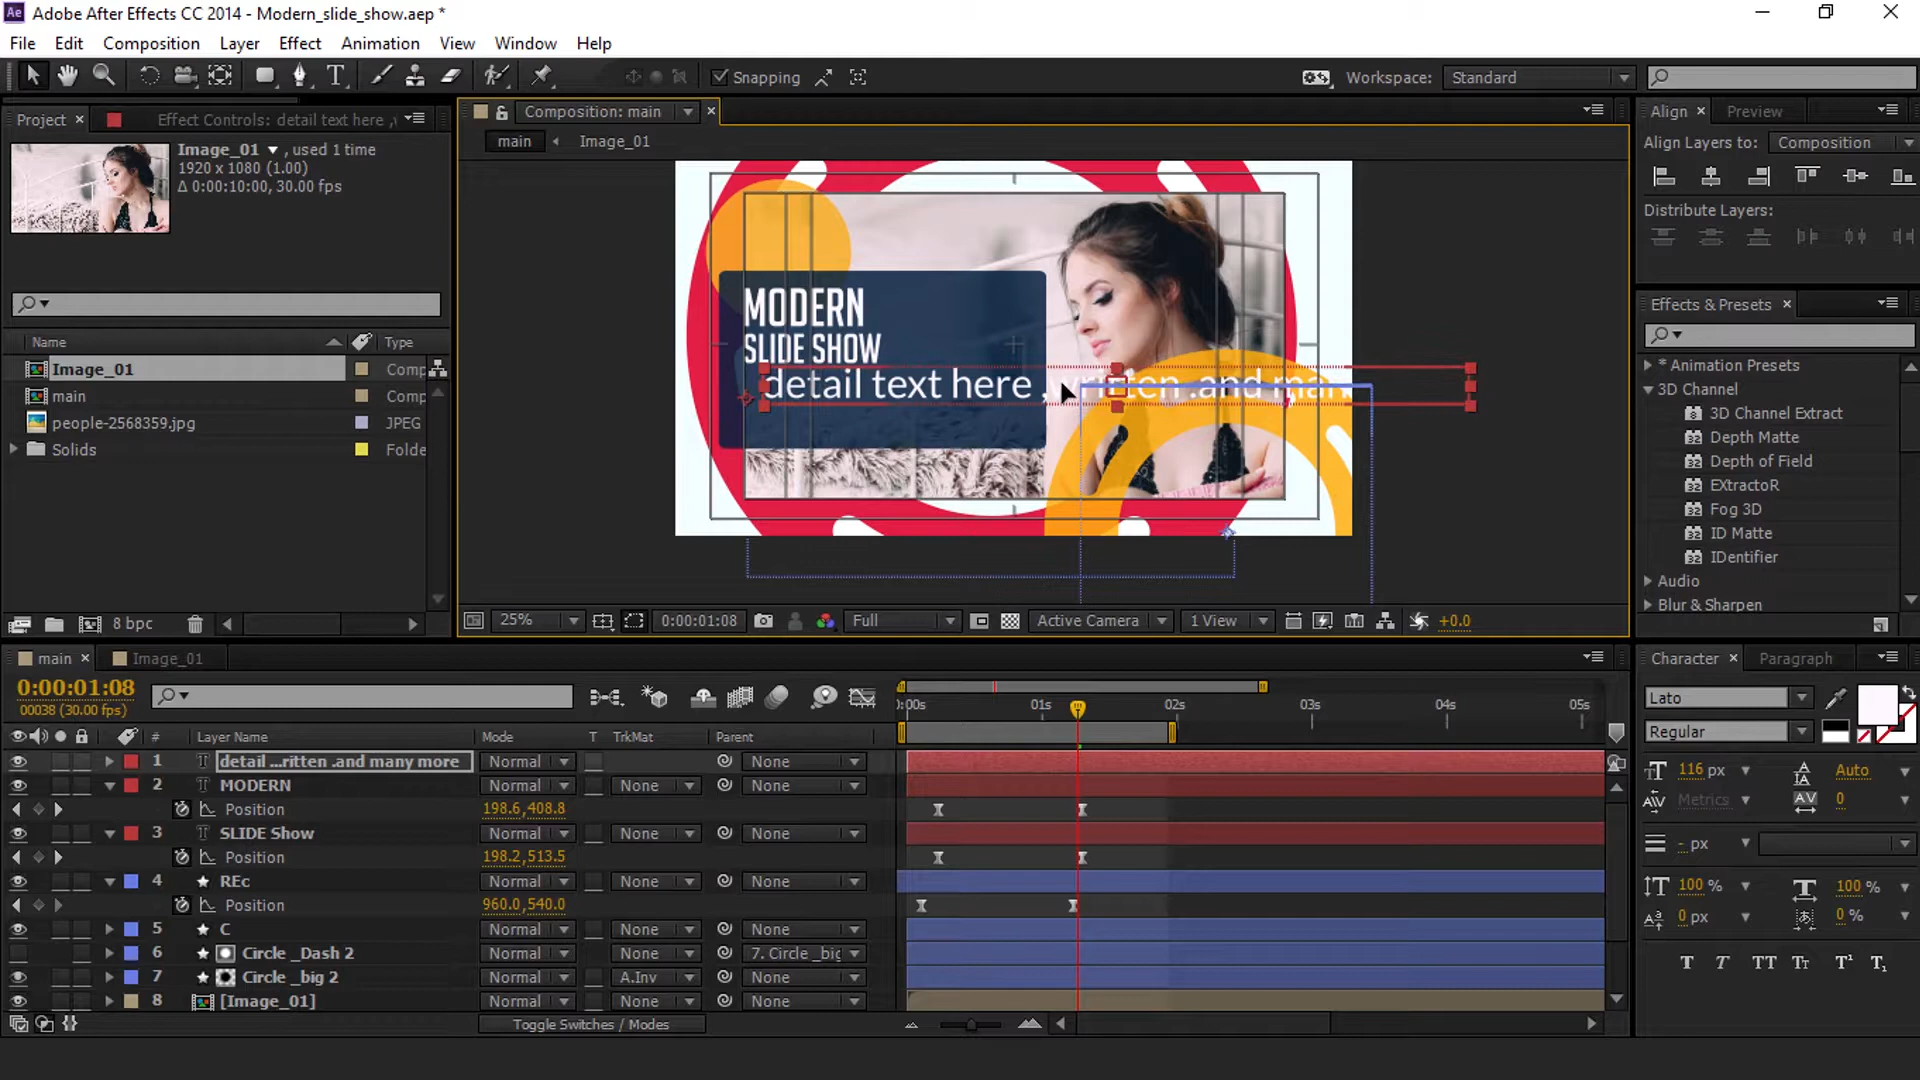 Ae Adobe After Effects CC 2014 - Modern_slide_show.aep *
File Edit Composition Layer Effect Animation View Window Help
T Snapping Workspace: Standard
Project Effect Controls: detail text here ,
Composition: main
Align Preview
main Image_01
Align Layers to: Composition
Image_01 , used 1 time
1920 x 1080 (1.00)
Δ 0:00:10:00, 30.00 fps
Distribute Layers:
MODERN
SLIDE SHOW
detail text here ,written .and man
Effects & Presets
* Animation Presets
3D Channel
3D Channel Extract
Depth Matte
Depth of Field
EXtractoR
Fog 3D
ID Matte
IDentifier
Audio
Blur & Sharpen
Name Type
Image_01 Comp
main Comp
people-2568359.jpg JPEG
Solids Folde
8 bpc
25% 0:00:01:08 Full Active Camera 1 View +0.0
main Image_01
0:00:01:08
00038 (30.00 fps)
:00s 01s 02s 03s 04s 05s
# Layer Name Mode T TrkMat Parent
1 T detail ...ritten .and many more Normal None
2 T MODERN Normal None None
Position 198.6,408.8
3 T SLIDE Show Normal None None
Position 198.2,513.5
4 REc Normal None None
Position 960.0,540.0
5 C Normal None None
6 Circle _Dash 2 Normal None 7. Circle _big
7 Circle _big 2 Normal A.Inv None
8 [Image_01] Normal None None
Toggle Switches / Modes
Character Paragraph
Lato
Regular
116 px Auto
Metrics 0
- px
100 % 100 %
0 px 0 %
T T TT Tt T¹ T₁